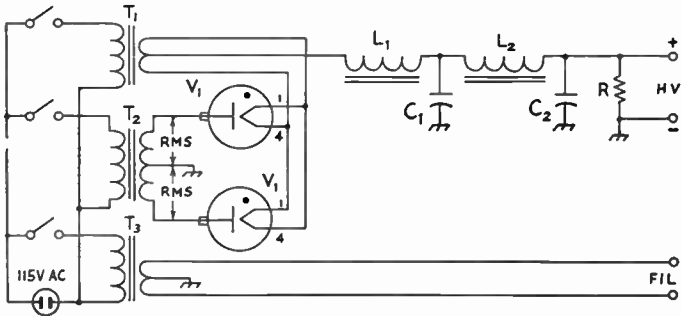 T1
L1
L2
+
V1
R
HV
1
C1
C2
4
−
T2
RMS
RMS
V1
1
4
T3
115V AC
FIL